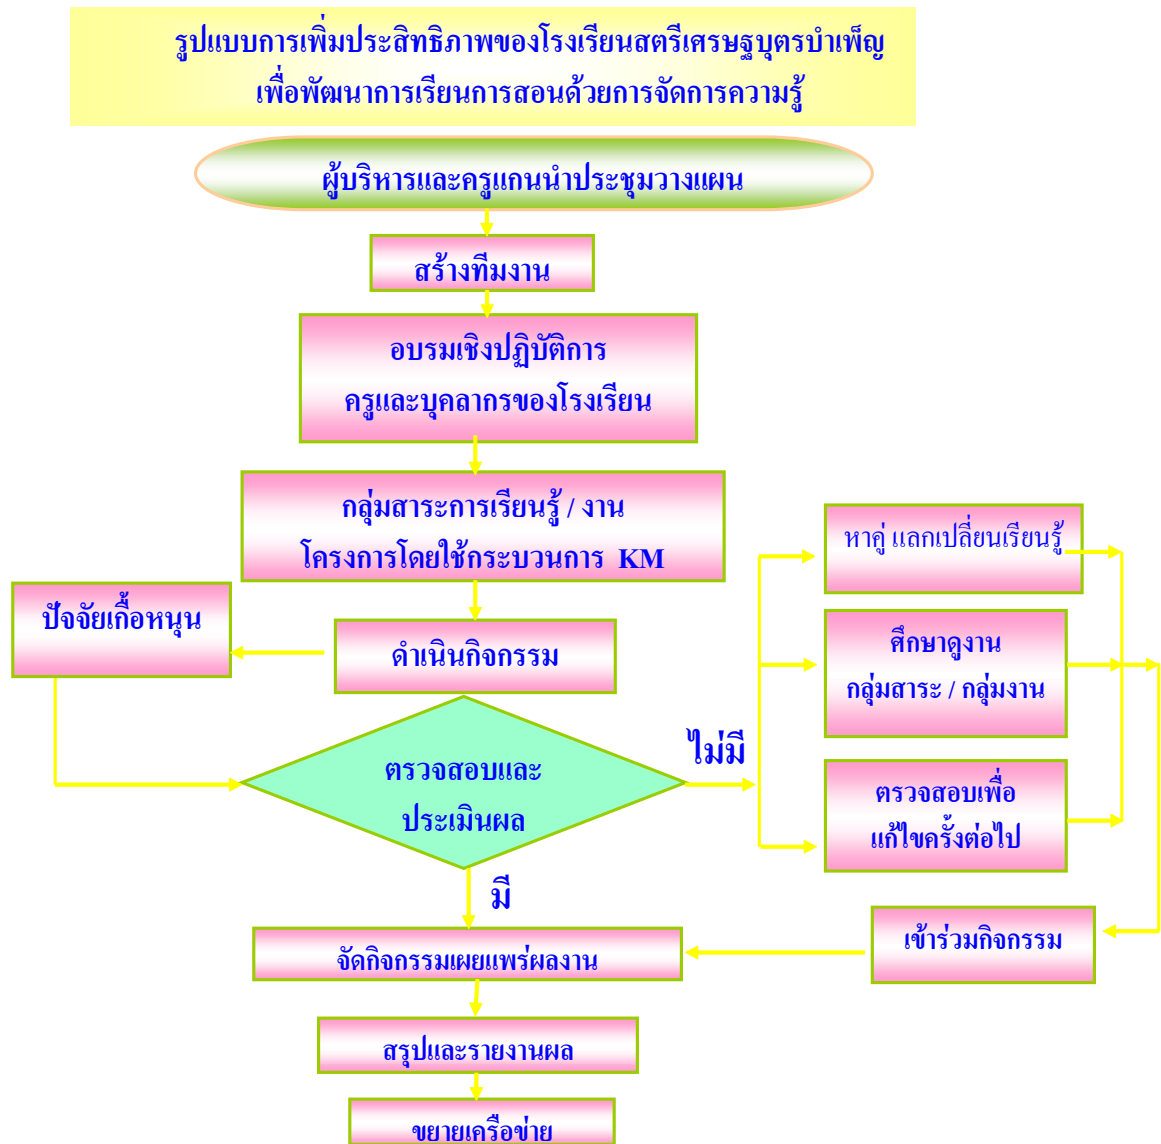 รูปแบบการเพิ่มประสิทธิภาพของโรงเรียนสตรีเศรษฐบุตรบำเพ็ญ
เพื่อพัฒนาการเรียนการสอนด้วยการจัดการความรู้
ผู้บริหารและครูแกนนำประชุมวางแผน
สร้างทีมงาน
อบรมเชิงปฏิบัติการ
ครูและบุคลากรของโรงเรียน
กลุ่มสาระการเรียนรู้ / งาน
โครงการโดยใช้กระบวนการ KM
หาคู่ แลกเปลี่ยนเรียนรู้
ปัจจัยเกื้อหนุน
ดำเนินกิจกรรม
ศึกษาดูงาน
กลุ่มสาระ / กลุ่มงาน
ไม่มี
ตรวจสอบและ
ประเมินผล
ตรวจสอบเพื่อ
แก้ไขครั้งต่อไป
มี
เข้าร่วมกิจกรรม
จัดกิจกรรมเผยแพร่ผลงาน
สรุปและรายงานผล
ขยายเครือข่าย